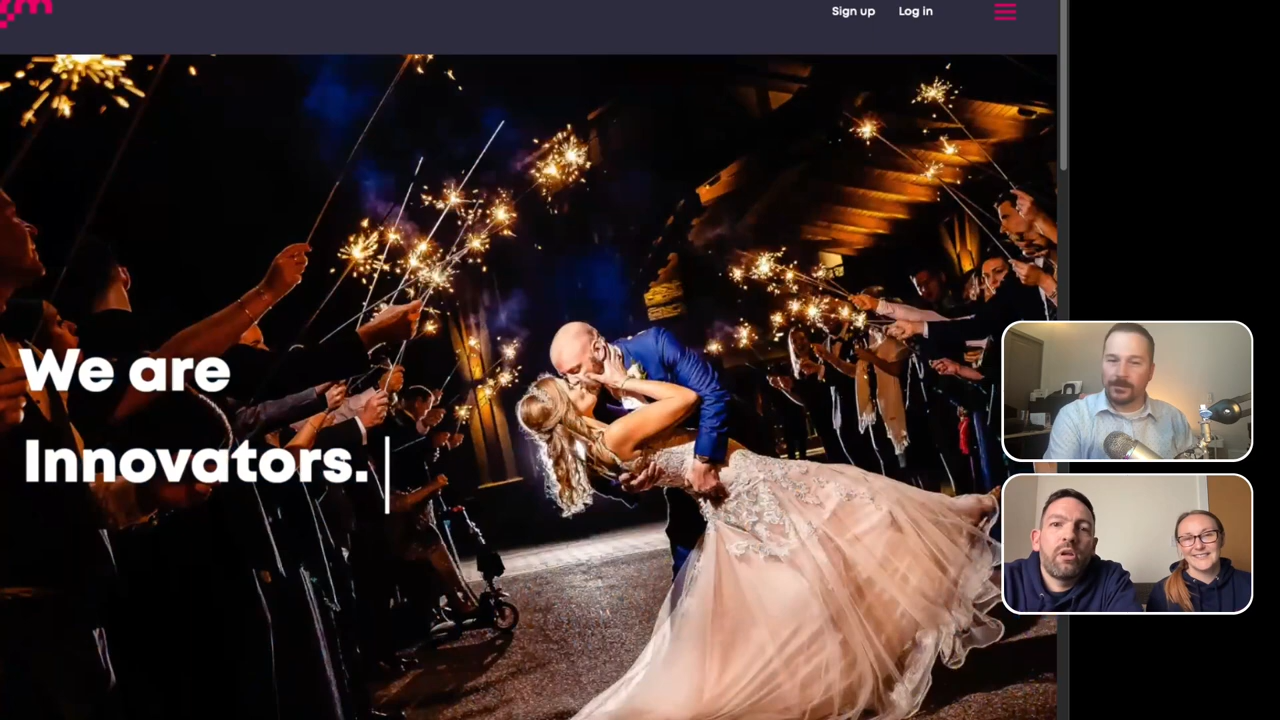 Sign up
Log in
We are
Innovators.